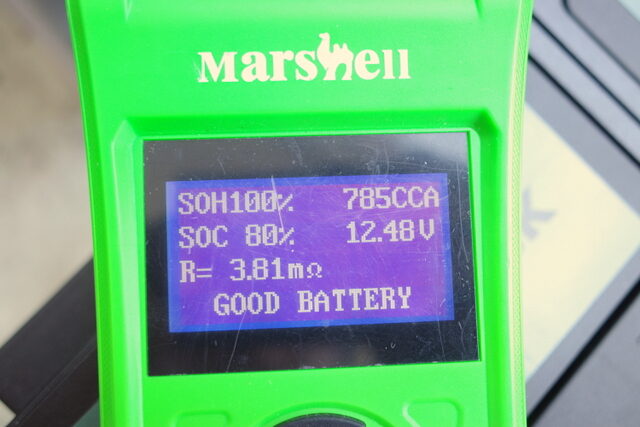 Marshell
SOH100% 785CCA
SOC 80% 12.48V
R= 3.81mΩ
GOOD BATTERY